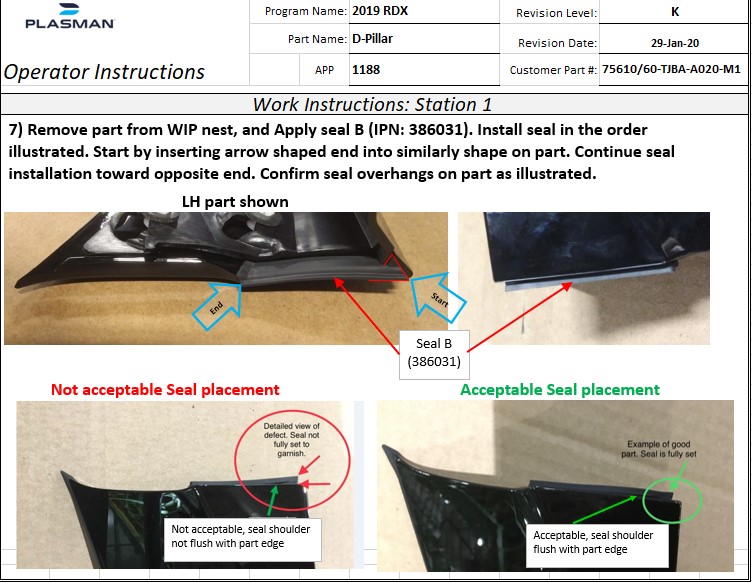 PLASMAN
Program Name: 2019 RDX
Revision Level: K
Part Name: D-Pillar
Revision Date: 29-Jan-20
Operator Instructions
APP 1188
Customer Part #: 75610/60-TJBA-A020-M1
Work Instructions: Station 1
7) Remove part from WIP nest, and Apply seal B (IPN: 386031). Install seal in the order
illustrated. Start by inserting arrow shaped end into similarly shape on part. Continue seal
installation toward opposite end. Confirm seal overhangs on part as illustrated.
LH part shown
End
Start
Seal B
(386031)
Not acceptable Seal placement
Acceptable Seal placement
Detailed view of
defect. Seal not
fully set to
garnish.
Not acceptable, seal shoulder
not flush with part edge
Example of good
part. Seal is fully set
Acceptable, seal shoulder
flush with part edge